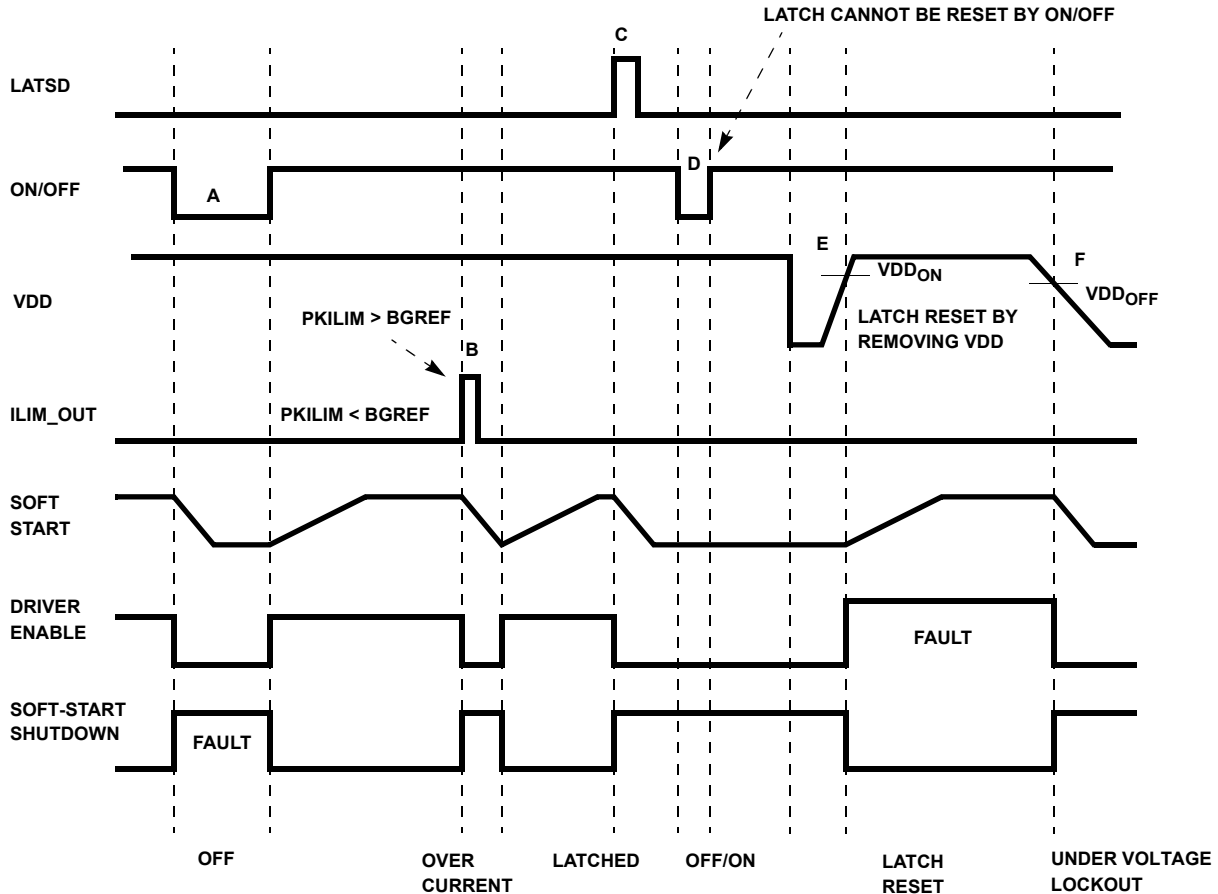 LATCH CANNOT BE RESET BY ON/OFF
C
LATSD
D
ON/OFF
A
E
F
VDDON
VDD
VDDOFF
PKILIM > BGREF
LATCH RESET BY
REMOVING VDD
B
ILIM_OUT
PKILIM < BGREF
SOFT
START
DRIVER
ENABLE
FAULT
SOFT-START
SHUTDOWN
FAULT
OFF
OVER
CURRENT
LATCHED
OFF/ON
LATCH
RESET
UNDER VOLTAGE
LOCKOUT